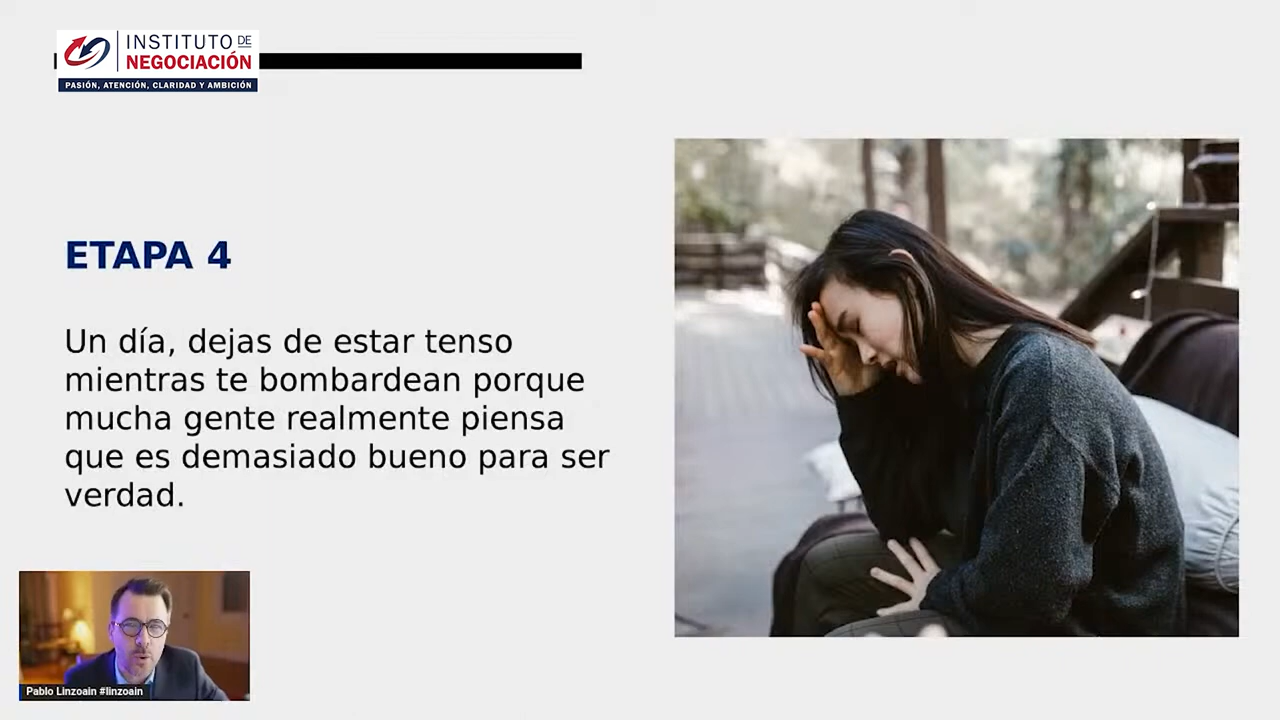 INSTITUTO DE
NEGOCIACIÓN
PASIÓN, ATENCIÓN, CLARIDAD Y AMBICIÓN
ETAPA 4
Un día, dejas de estar tenso
mientras te bombardean porque
mucha gente realmente piensa
que es demasiado bueno para ser
verdad.
Pablo Linzoain #linzoain